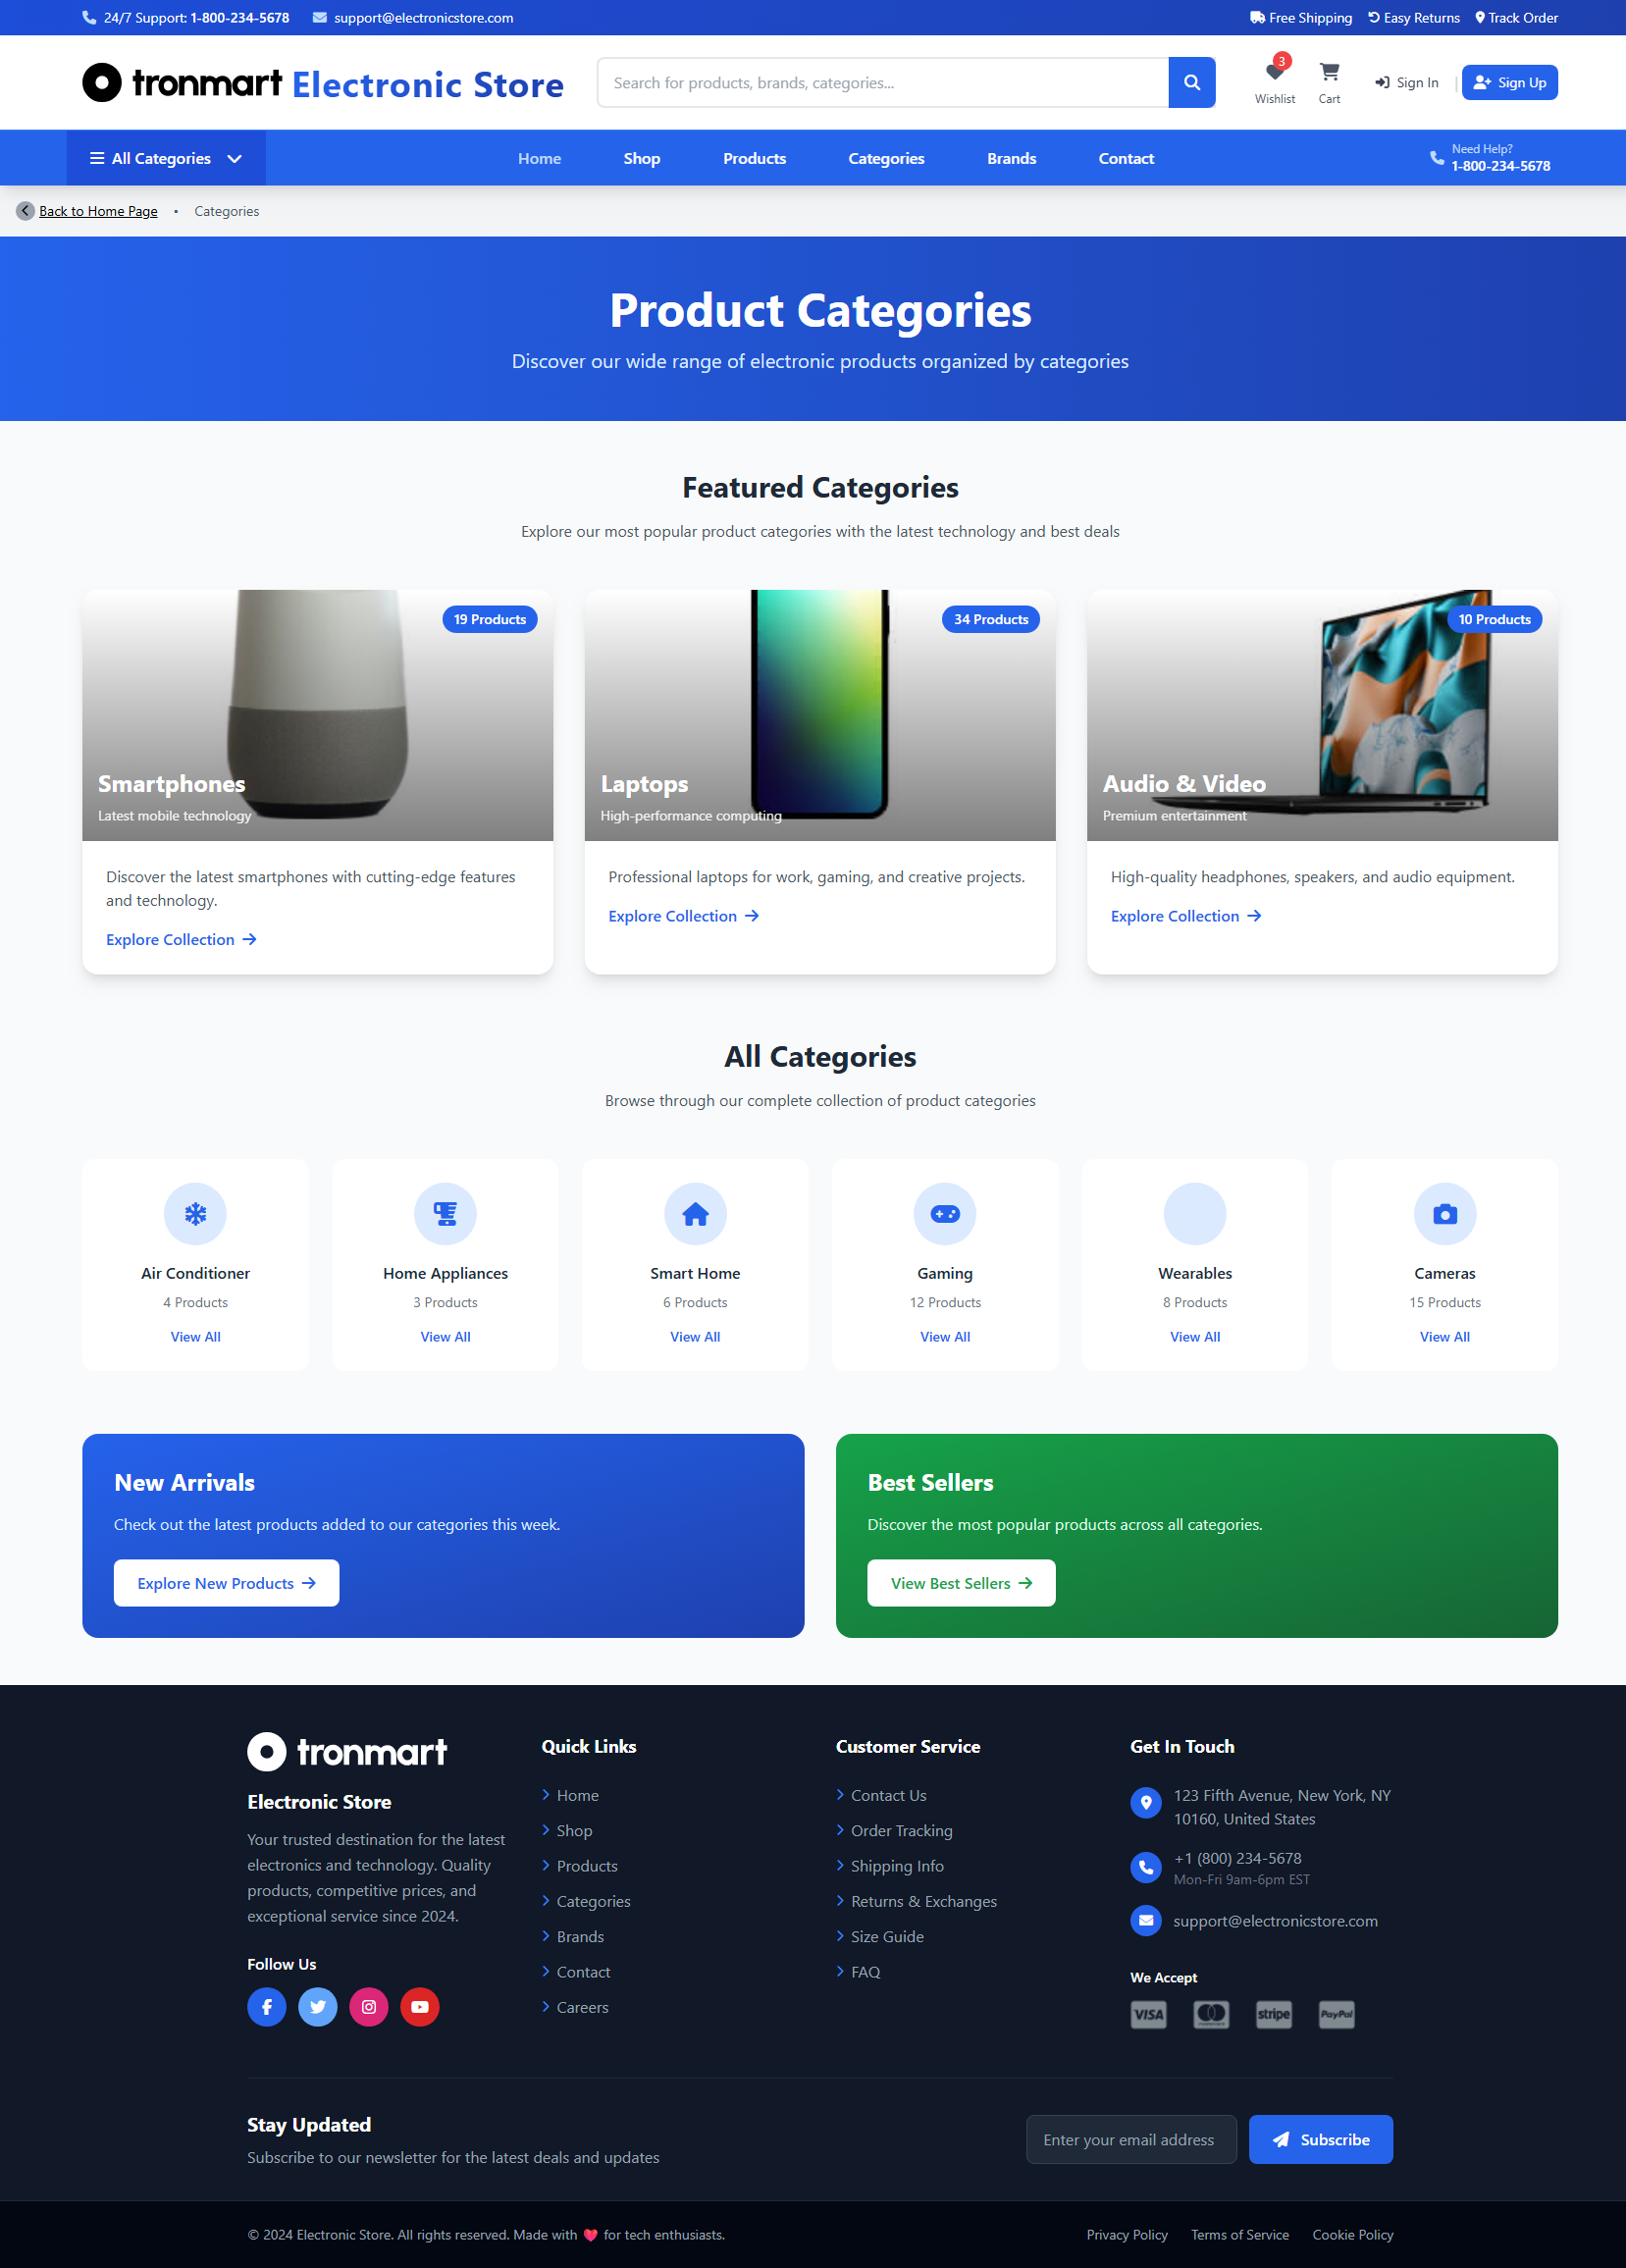 24/7 Support: 1-800-234-5678
support@electronicstore.com
Free Shipping
Easy Returns
Track Order
tronmart
Electronic Store
Search for products, brands, categories...
3
Wishlist
Cart
Sign In
|
Sign Up
All Categories
Home
Shop
Products
Categories
Brands
Contact
Need Help?
1-800-234-5678
Back to Home Page • Categories
Product Categories
Discover our wide range of electronic products organized by categories
Featured Categories
Explore our most popular product categories with the latest technology and best deals
19 Products
Smartphones
Latest mobile technology
Discover the latest smartphones with cutting-edge features
and technology.
Explore Collection
34 Products
Laptops
High-performance computing
Professional laptops for work, gaming, and creative projects.
Explore Collection
10 Products
Audio & Video
Premium entertainment
High-quality headphones, speakers, and audio equipment.
Explore Collection
All Categories
Browse through our complete collection of product categories
Air Conditioner
4 Products
View All
Home Appliances
3 Products
View All
Smart Home
6 Products
View All
Gaming
12 Products
View All
Wearables
8 Products
View All
Cameras
15 Products
View All
New Arrivals
Check out the latest products added to our categories this week.
Explore New Products
Best Sellers
Discover the most popular products across all categories.
View Best Sellers
tronmart
Electronic Store
Your trusted destination for the latest
electronics and technology. Quality
products, competitive prices, and
exceptional service since 2024.
Follow Us
Quick Links
Home
Shop
Products
Categories
Brands
Contact
Careers
Customer Service
Contact Us
Order Tracking
Shipping Info
Returns & Exchanges
Size Guide
FAQ
Get In Touch
123 Fifth Avenue, New York, NY
10160, United States
+1 (800) 234-5678
Mon-Fri 9am-6pm EST
support@electronicstore.com
We Accept
VISA
stripe
PayPal
Stay Updated
Subscribe to our newsletter for the latest deals and updates
Enter your email address
Subscribe
© 2024 Electronic Store. All rights reserved. Made with ❤️ for tech enthusiasts.
Privacy Policy
Terms of Service
Cookie Policy